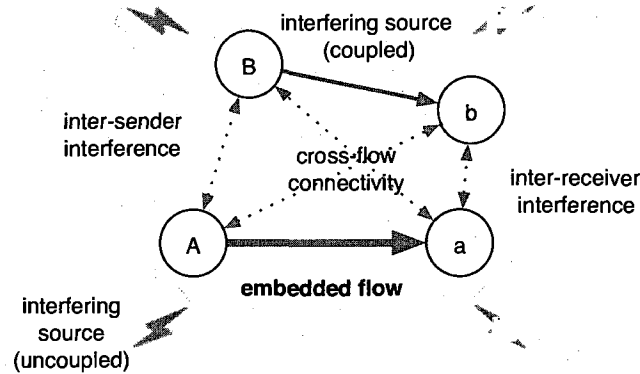 interfering source
(coupled)
B
b
inter-sender
interference
cross-flow
connectivity
inter-receiver
interference
A
a
embedded flow
interfering
source
(uncoupled)